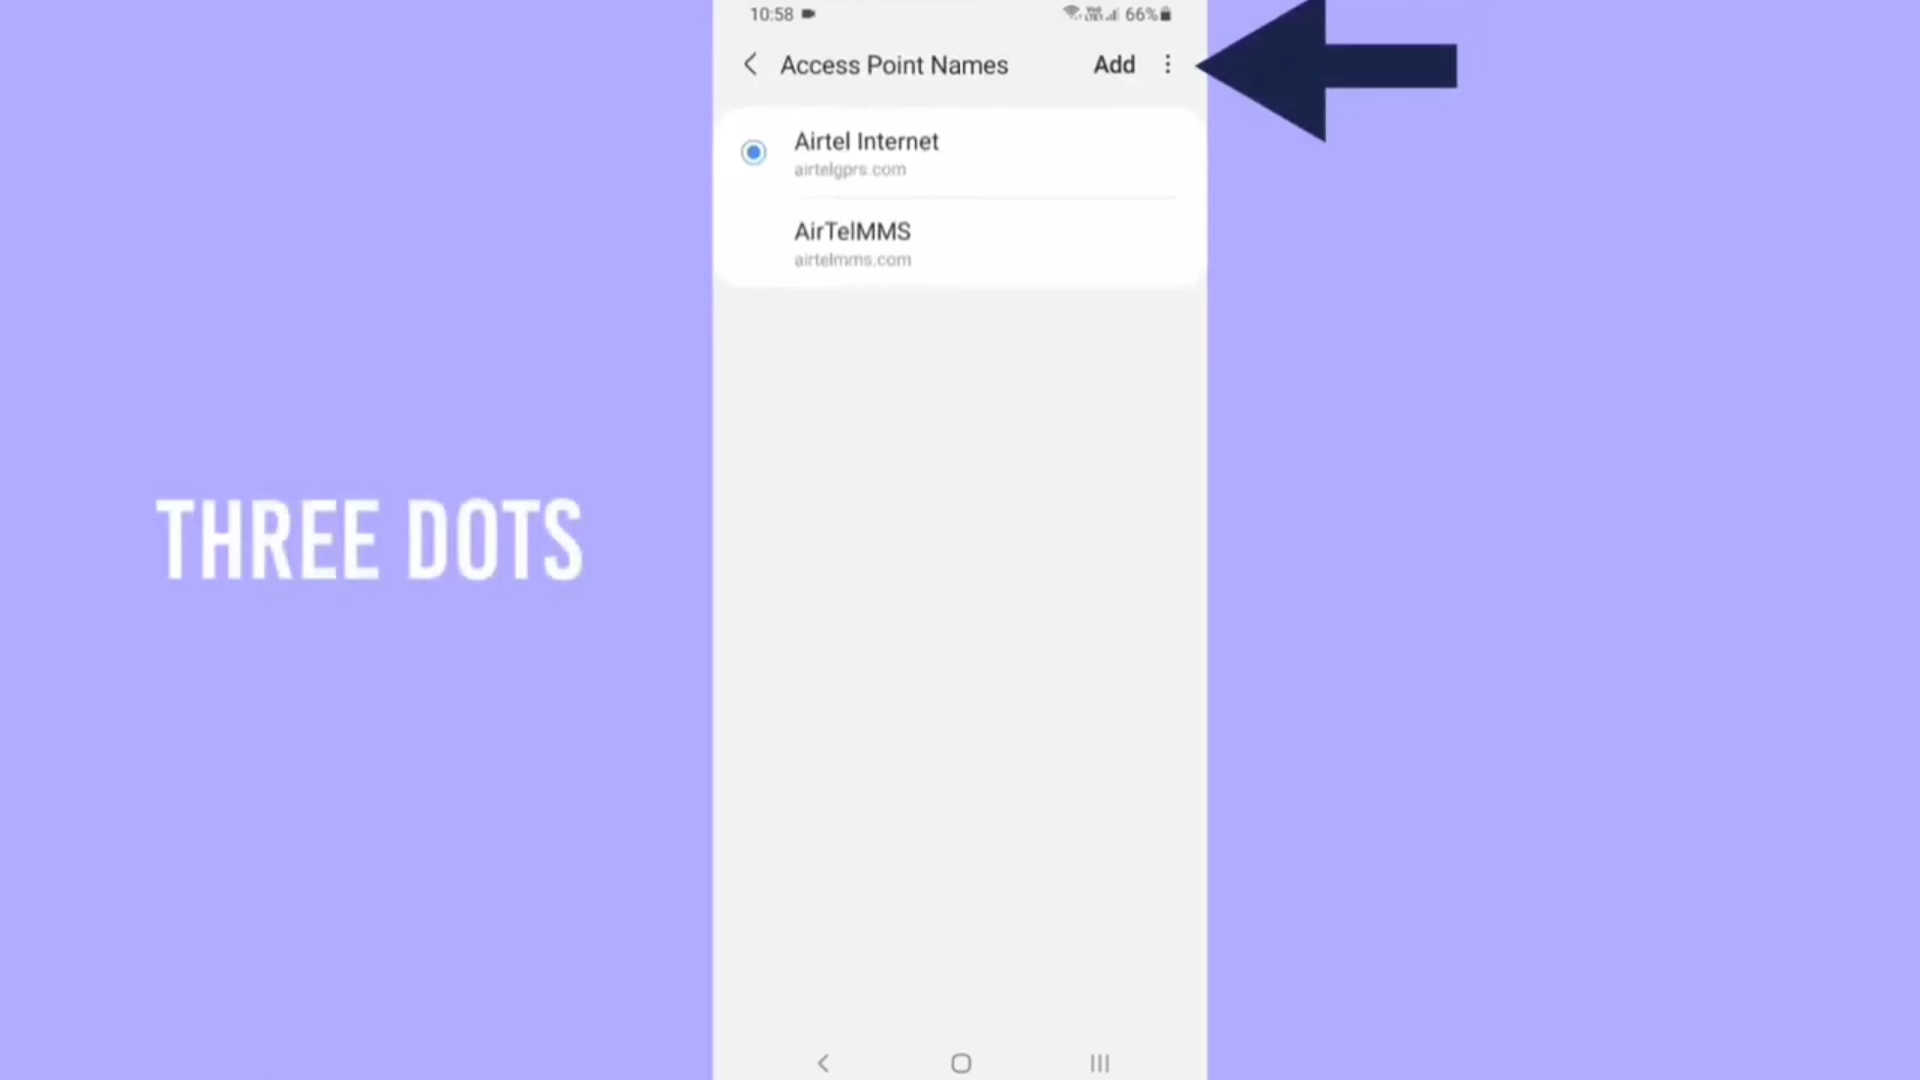 10:58
66%
Access Point Names
Add
Airtel Internet
airtelgprs.com
AirTelMMS
airtelmms.com
THREE DOTS